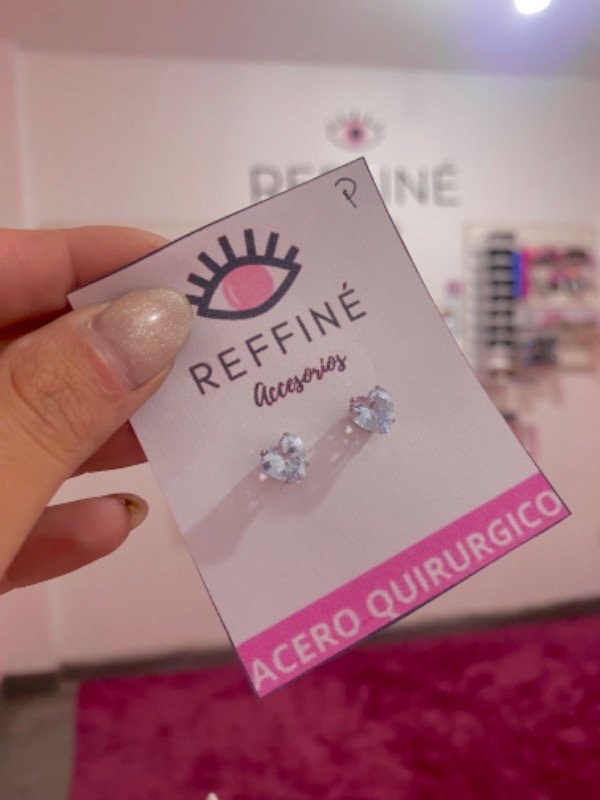 REFFINÉ
P
REFFINÉ
Accesorios
ACERO QUIRURGICO